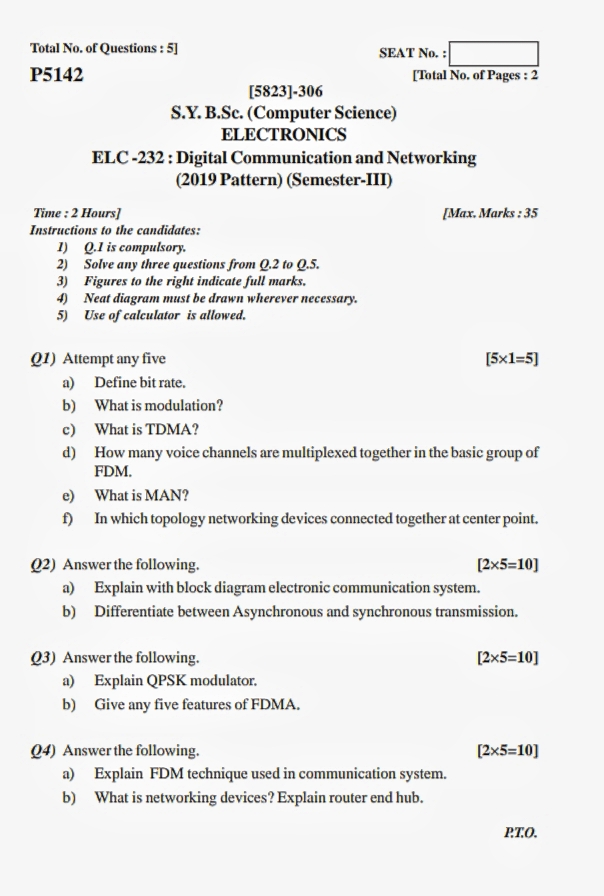 Total No. of Questions : 5]
SEAT No. :
P5142
[Total No. of Pages : 2
[5823]-306
S.Y. B.Sc. (Computer Science)
ELECTRONICS
ELC -232 : Digital Communication and Networking
(2019 Pattern) (Semester-III)
Time : 2 Hours] [Max. Marks : 35
Instructions to the candidates:
1) Q.1 is compulsory.
2) Solve any three questions from Q.2 to Q.5.
3) Figures to the right indicate full marks.
4) Neat diagram must be drawn wherever necessary.
5) Use of calculator is allowed.
Q1) Attempt any five [5×1=5]
a) Define bit rate.
b) What is modulation?
c) What is TDMA?
d) How many voice channels are multiplexed together in the basic group of
FDM.
e) What is MAN?
f) In which topology networking devices connected together at center point.
Q2) Answer the following. [2×5=10]
a) Explain with block diagram electronic communication system.
b) Differentiate between Asynchronous and synchronous transmission.
Q3) Answer the following. [2×5=10]
a) Explain QPSK modulator.
b) Give any five features of FDMA.
Q4) Answer the following. [2×5=10]
a) Explain FDM technique used in communication system.
b) What is networking devices? Explain router end hub.
P.T.O.